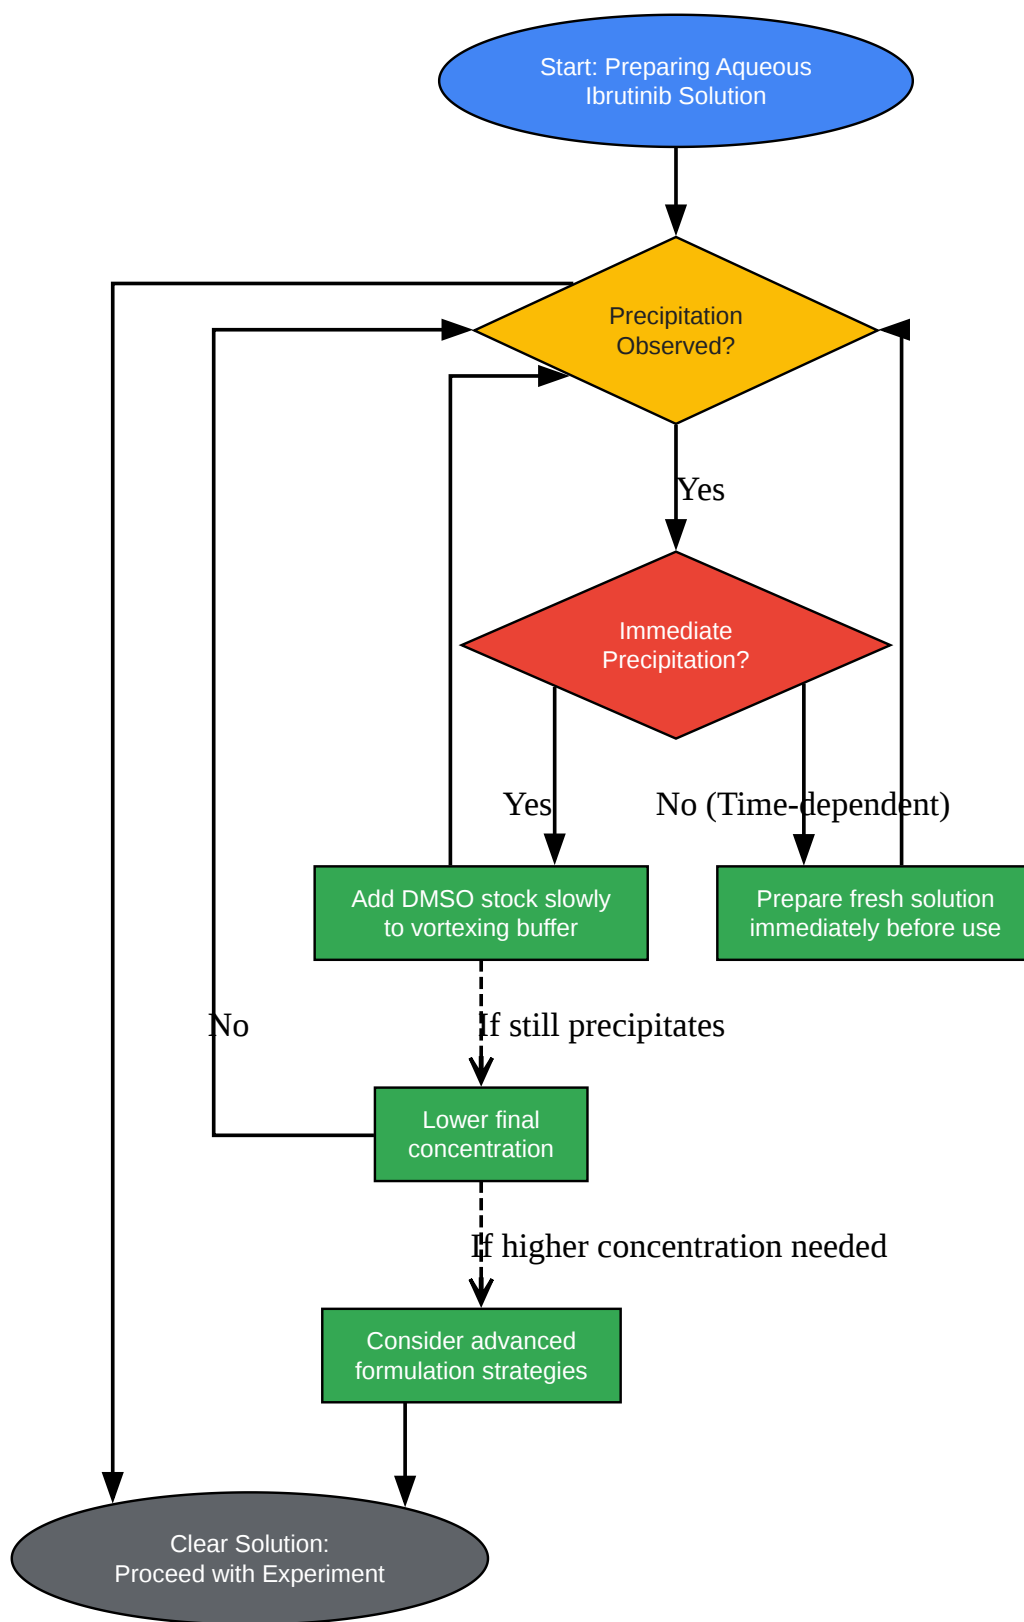 Start: Preparing Aqueous
Ibrutinib Solution
Precipitation
Observed?
Yes
Immediate
Precipitation?
Yes
No (Time-dependent)
Add DMSO stock slowly
to vortexing buffer
Prepare fresh solution
immediately before use
No
If still precipitates
Lower final
concentration
If higher concentration needed
Consider advanced
formulation strategies
Clear Solution:
Proceed with Experiment